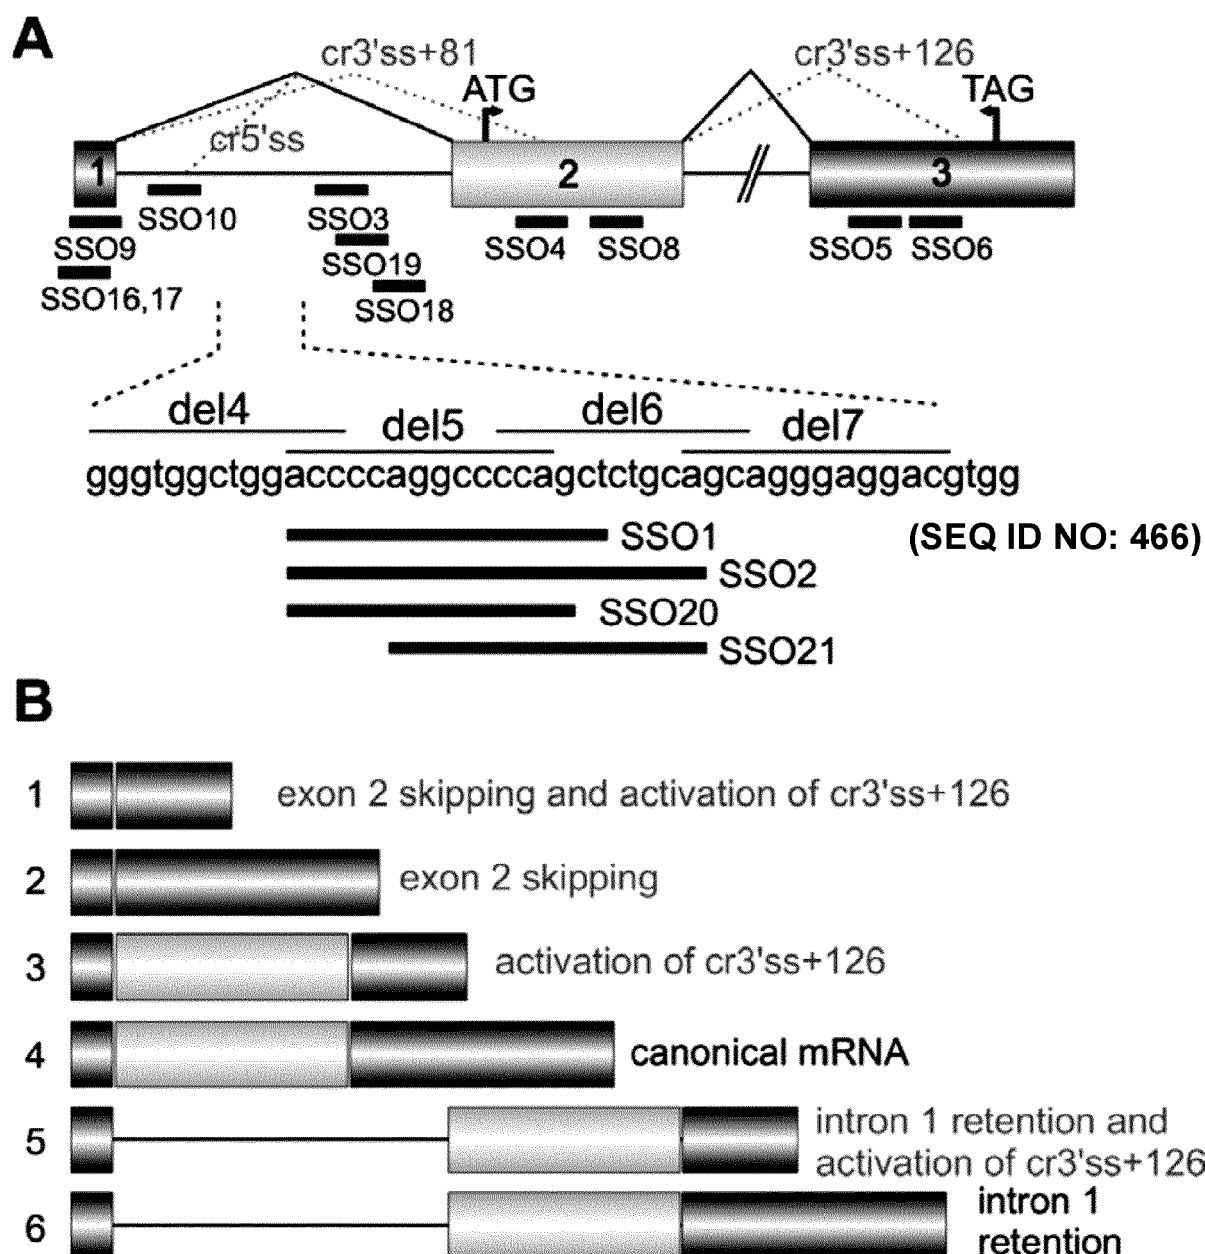 A
cr3'ss+81
cr3'ss+126
ATG
TAG
cr5'ss
1
2
3
SSO10
SSO3
SSO9
SSO4
SSO8
SSO5
SSO6
SSO19
SSO16,17
SSO18
del4
del5
del6
del7
gggtggctggaccccaggccccagctctgcagcagggaggacgtgg
SSO1
(SEQ ID NO: 466)
SSO2
SSO20
SSO21
B
1
exon 2 skipping and activation of cr3'ss+126
2
exon 2 skipping
3
activation of cr3'ss+126
4
canonical mRNA
5
intron 1 retention and
activation of cr3'ss+126
6
intron 1
retention